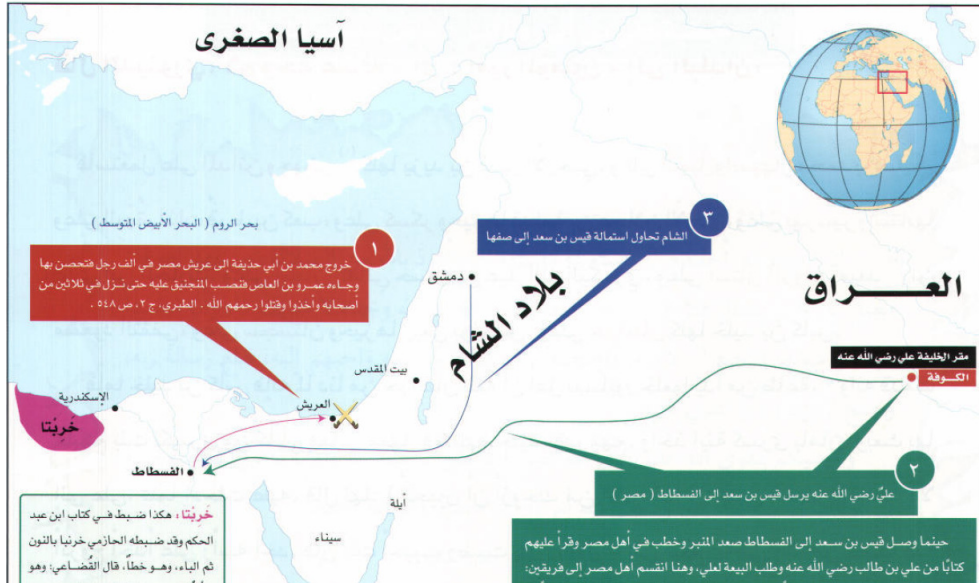 آسيا الصغرى
بحر الروم ( البحر الأبيض المتوسط )
١
خروج محمد بن أبي حذيفة إلى عريش مصر في ألف رجل فتحصن بها
وجاءه عمرو بن العاص فنصب المنجنيق عليه حتى نزل في ثلاثين من
أصحابه وأخذوا وقتلوا رحمهم الله . الطبري، ج ٢، ص ٥٤٨ .
٣
الشام تحاول استمالة قيس بن سعد إلى صفها
دمشق
بلاد الشام
العـــــراق
مقر الخليفة علي رضي الله عنه
الكوفة
بيت المقدس
العريش
الإسكندرية
خَرِبْتا
الفسطاط
أيلة
سيناء
٢
عليٌ رضي الله عنه يرسل قيس بن سعد إلى الفسطاط ( مصر )
حينما وصل قيس بن سعد إلى الفسطاط صعد المنبر وخطب في أهل مصر وقرأ عليهم
كتابًا من علي بن طالب رضي الله عنه وطلب البيعة لعلي، وهنا انقسم أهل مصر إلى فريقين:
خَرِبْتا، هكذا ضبط في كتاب ابن عبد
الحكم وقد ضبطه الحازمي خرنبا بالنون
ثم الباء، وهو خطأ، قال القضاعي: وهو